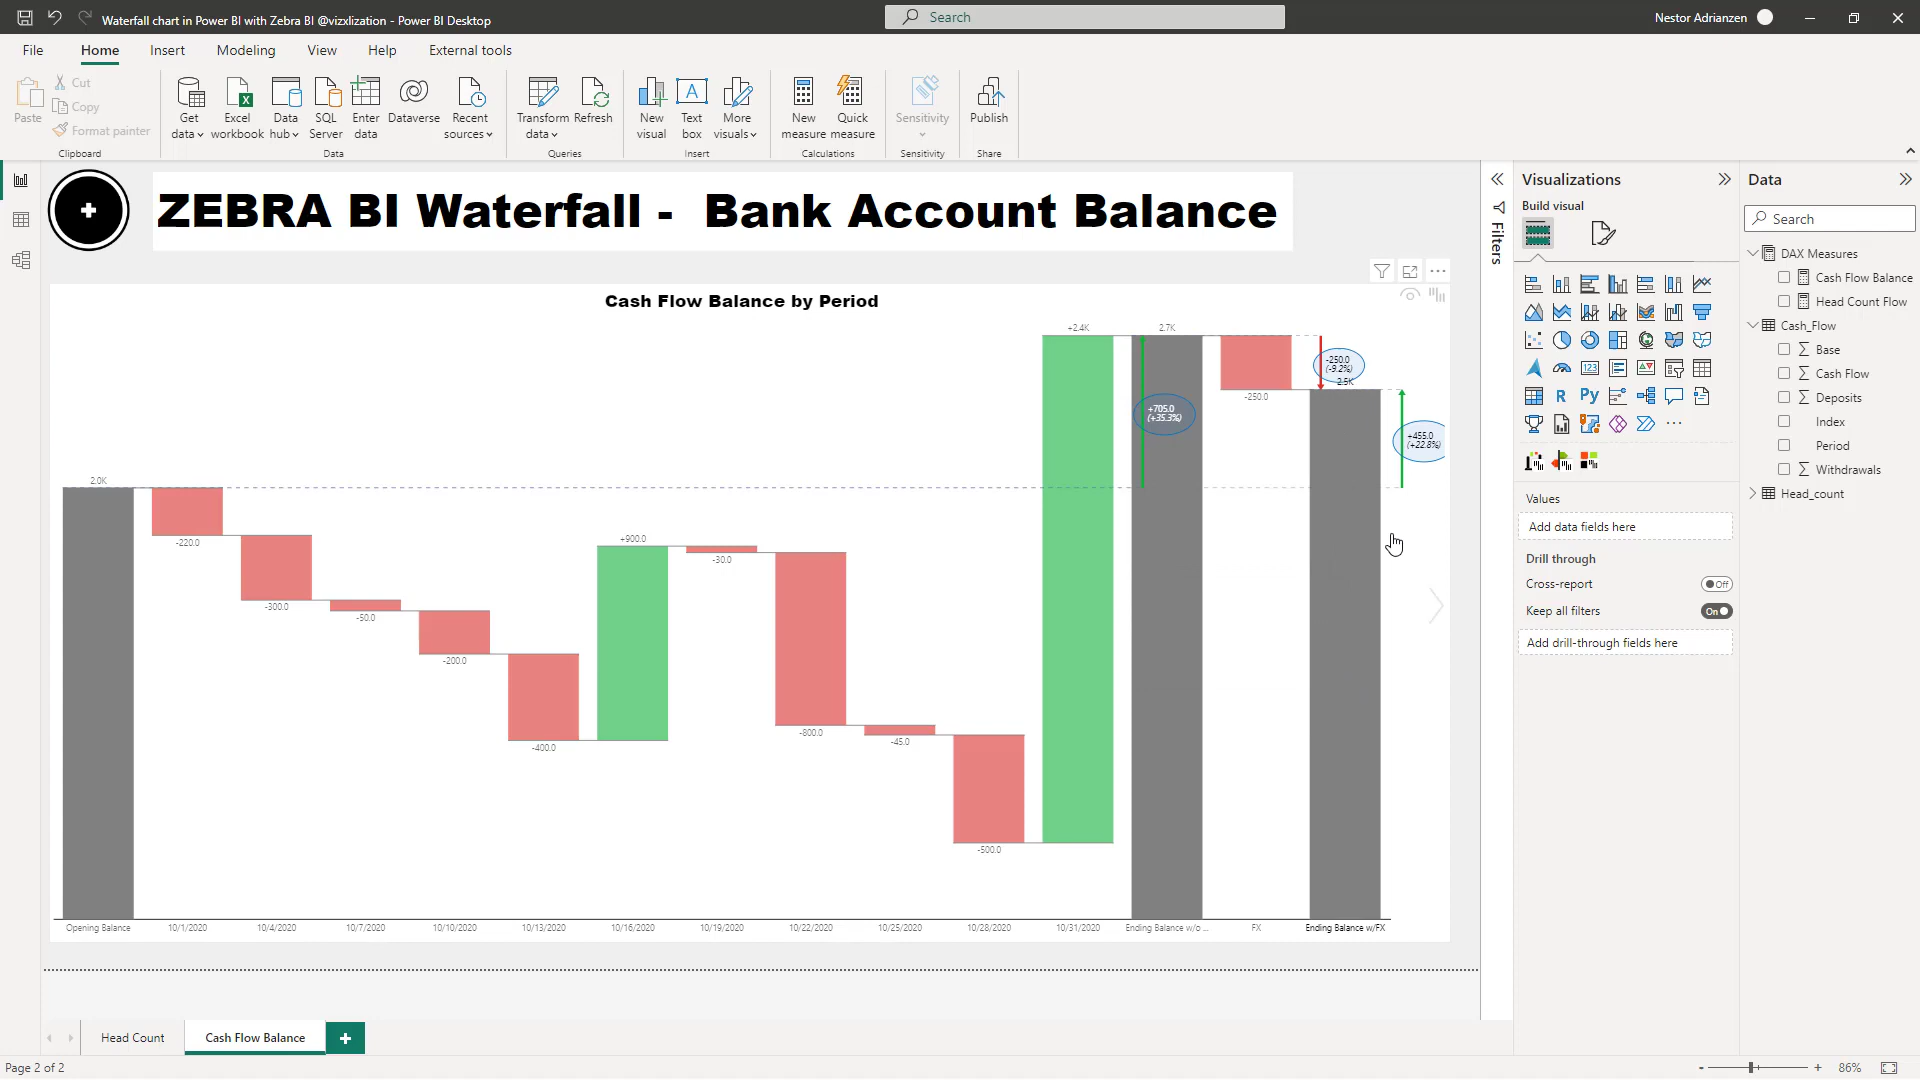 Waterfall chart in Power BI with Zebra BI @vizxlization - Power BI Desktop
Search
Nestor Adrianzen
File
Home
Insert
Modeling
View
Help
External tools
Paste
Cut
Copy
Format painter
Clipboard
Get data
Excel workbook
Data hub
SQL Server
Enter data
Dataverse
Recent sources
Data
Transform data
Refresh
Queries
New visual
Text box
More visuals
Insert
New measure
Quick measure
Calculations
Sensitivity
Sensitivity
Publish
Share
ZEBRA BI Waterfall - Bank Account Balance
Cash Flow Balance by Period
2.0K
-220.0
-300.0
-50.0
-200.0
-400.0
+900.0
-30.0
-800.0
-45.0
-500.0
+2.4K
2.7K
+705.0
(+35.3%)
-250.0
-250.0
(-9.2%)
2.5K
+455.0
(+22.8%)
Opening Balance
10/1/2020
10/4/2020
10/7/2020
10/10/2020
10/13/2020
10/16/2020
10/19/2020
10/22/2020
10/25/2020
10/28/2020
10/31/2020
Ending Balance w/o ...
FX
Ending Balance w/FX
Filters
Visualizations
Build visual
R
Py
123
Values
Add data fields here
Drill through
Cross-report
Off
Keep all filters
On
Add drill-through fields here
Data
Search
DAX Measures
Cash Flow Balance
Head Count Flow
Cash_Flow
Base
Cash Flow
Deposits
Index
Period
Withdrawals
Head_count
Head Count
Cash Flow Balance
Page 2 of 2
86%